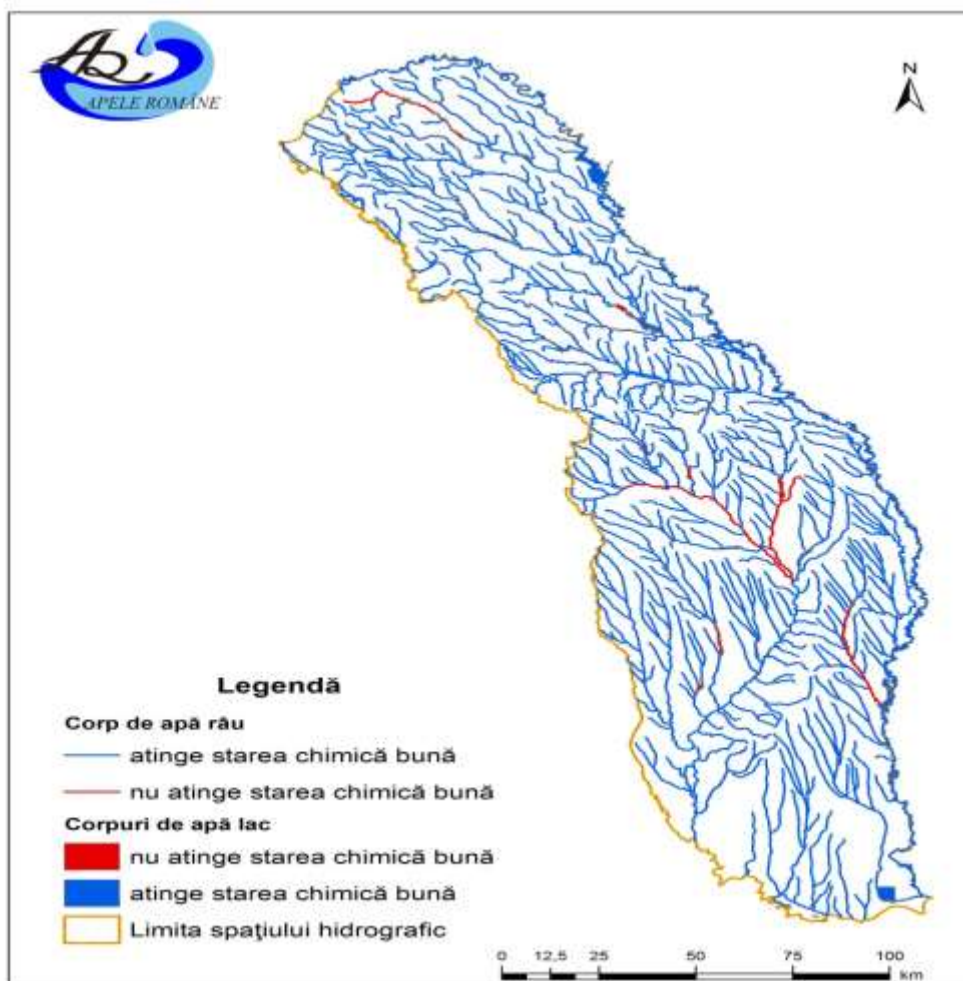 APELE ROMÂNE
N
Legendă
Corp de apă râu
atinge starea chimică bună
nu atinge starea chimică bună
Corpuri de apă lac
nu atinge starea chimică bună
atinge starea chimică bună
Limita spaţiului hidrografic
0 12,5 25 50 75 100
km